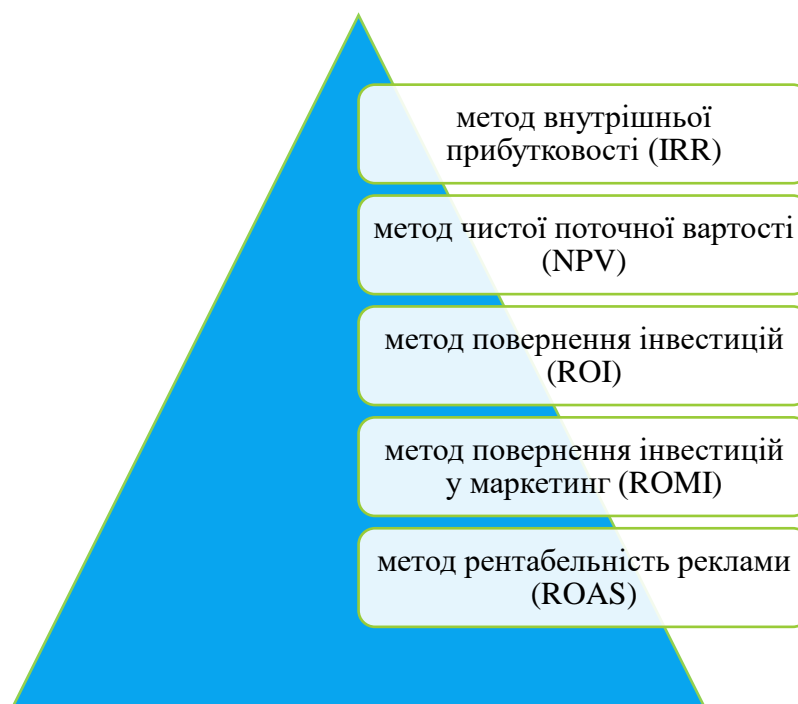 метод внутрішньої
прибутковості (IRR)
метод чистої поточної вартості
(NPV)
метод повернення інвестицій
(ROI)
метод повернення інвестицій
у маркетинг (ROMI)
метод рентабельність реклами
(ROAS)